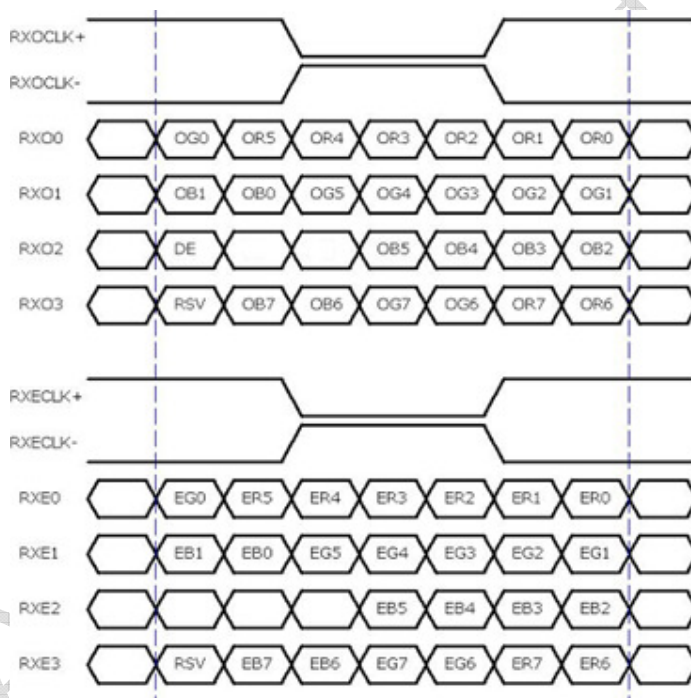 RXOCLK+
RXOCLK-
RXO0 OG0 OR5 OR4 OR3 OR2 OR1 OR0
RXO1 OB1 OB0 OG5 OG4 OG3 OG2 OG1
RXO2 DE OB5 OB4 OB3 OB2
RXO3 RSV OB7 OB6 OG7 OG6 OR7 OR6
RXECLK+
RXECLK-
RXE0 EG0 ER5 ER4 ER3 ER2 ER1 ER0
RXE1 EB1 EB0 EG5 EG4 EG3 EG2 EG1
RXE2 EB5 EB4 EB3 EB2
RXE3 RSV EB7 EB6 EG7 EG6 ER7 ER6